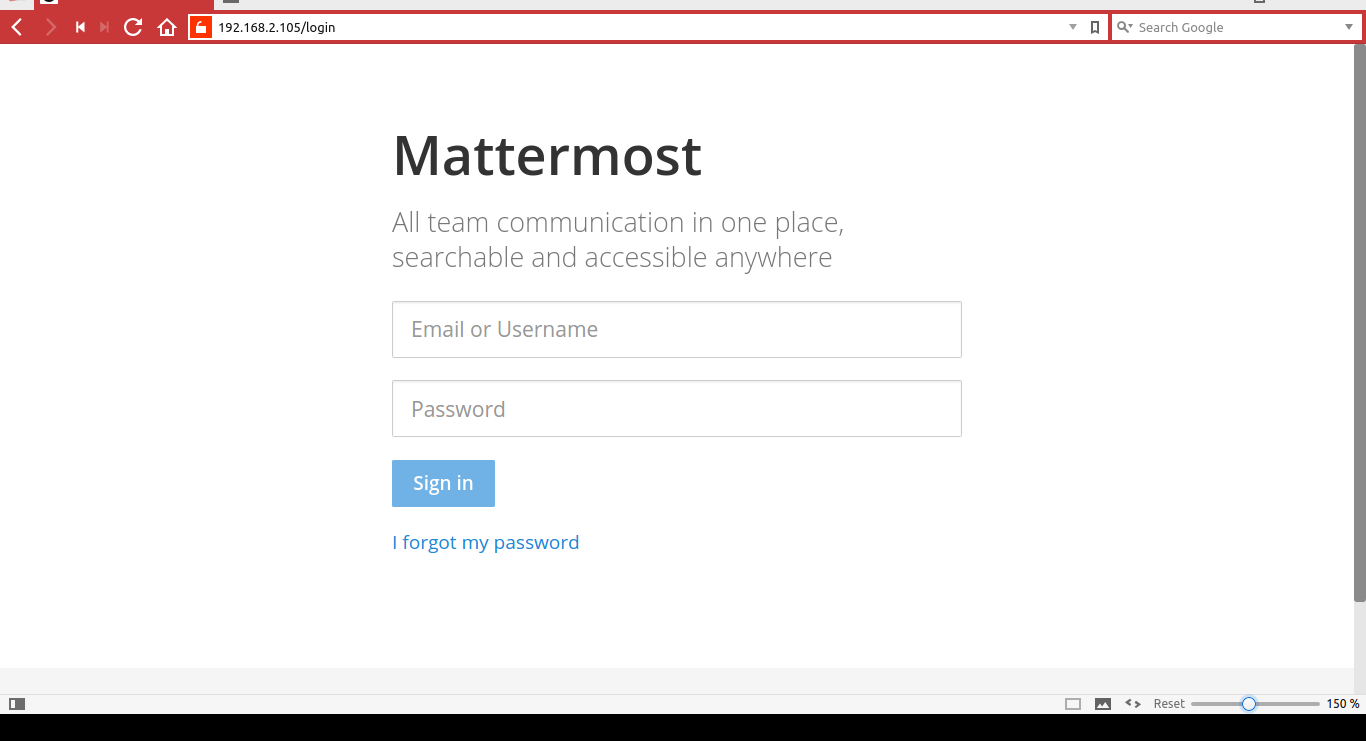 192.168.2.105/login
Search Google
Mattermost
All team communication in one place,
searchable and accessible anywhere
Email or Username
Password
Sign in
I forgot my password
Reset
150 %